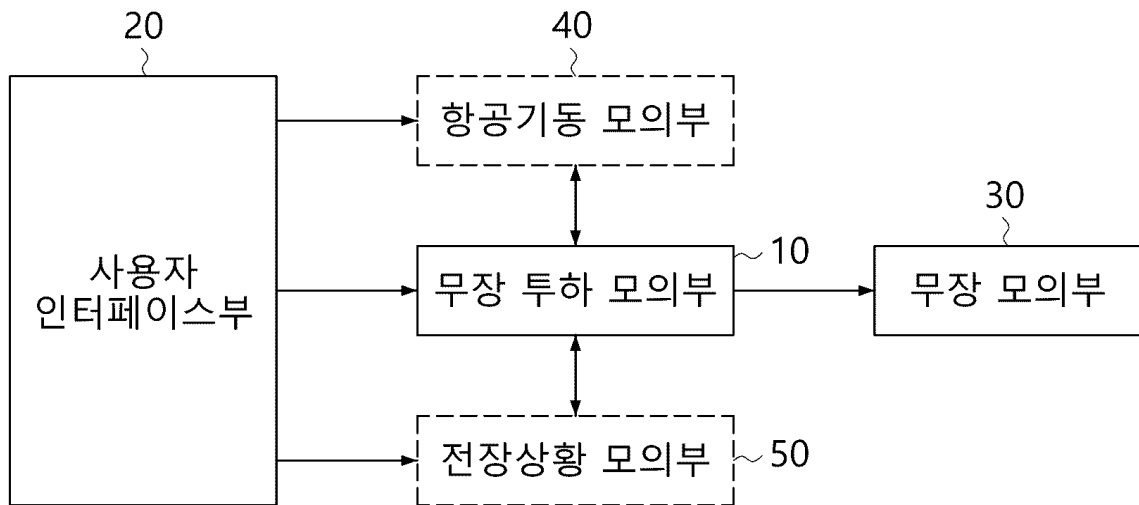 20
40
항공기동 모의부
30
사용자
인터페이스부
10
무장 투하 모의부
무장 모의부
전장상황 모의부
50